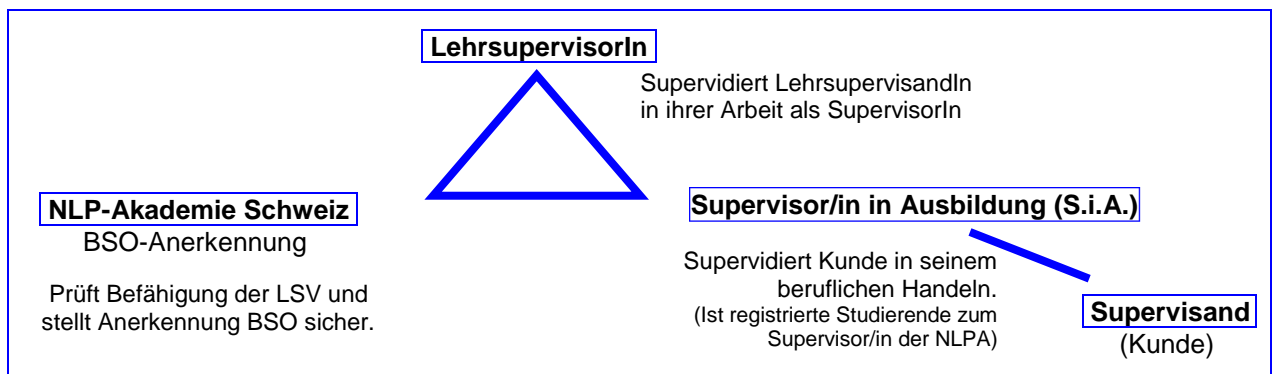 LehrsupervisorIn
Supervidiert LehrsupervisandIn
in ihrer Arbeit als SupervisorIn
NLP-Akademie Schweiz
BSO-Anerkennung
Prüft Befähigung der LSV und
stellt Anerkennung BSO sicher.
Supervisor/in in Ausbildung (S.i.A.)
Supervidiert Kunde in seinem
beruflichen Handeln.
(Ist registrierte Studierende zum
Supervisor/in der NLPA)
Supervisand
(Kunde)